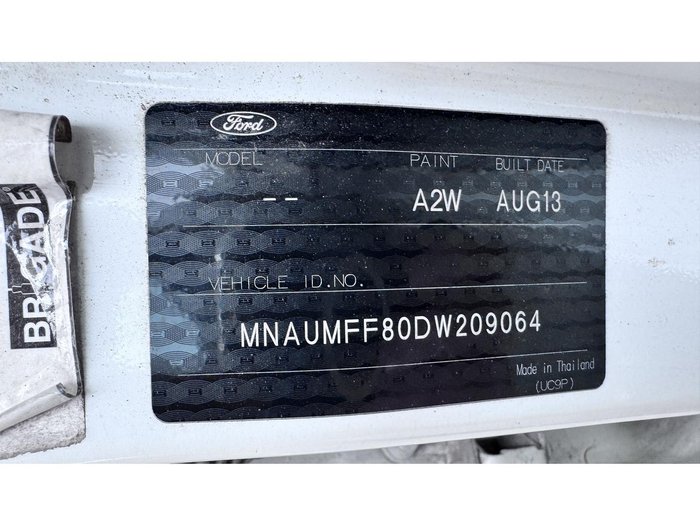 Ford
MODEL PAINT BUILT DATE
-- A2W AUG13
VEHICLE ID.NO.
MNAUMFF80DW209064
Made in Thailand
(UC9P)
BRIGADE